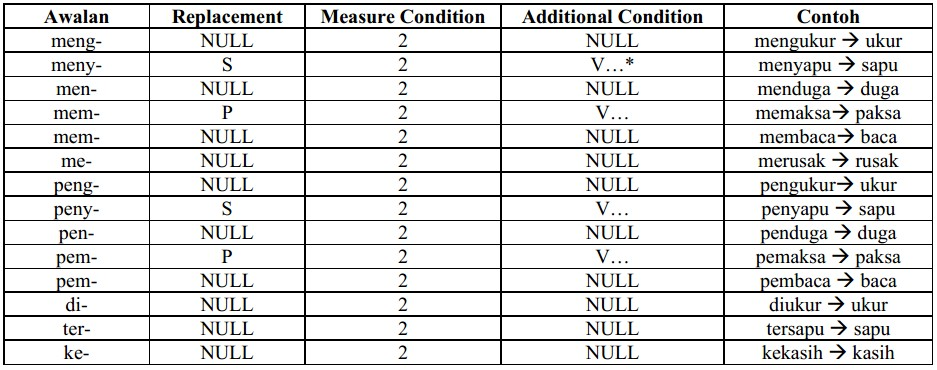 Awalan Replacement Measure Condition Additional Condition Contoh
meng- NULL 2 NULL mengukur → ukur
meny- S 2 V…* menyapu → sapu
men- NULL 2 NULL menduga → duga
mem- P 2 V… memaksa→ paksa
mem- NULL 2 NULL membaca→ baca
me- NULL 2 NULL merusak → rusak
peng- NULL 2 NULL pengukur→ ukur
peny- S 2 V… penyapu → sapu
pen- NULL 2 NULL penduga → duga
pem- P 2 V… pemaksa → paksa
pem- NULL 2 NULL pembaca → baca
di- NULL 2 NULL diukur → ukur
ter- NULL 2 NULL tersapu → sapu
ke- NULL 2 NULL kekasih → kasih